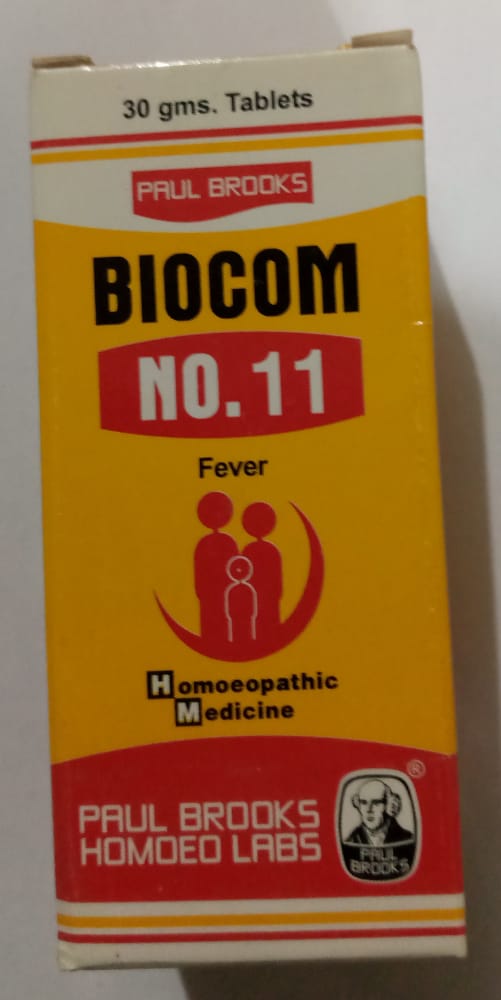 30 gms. Tablets
PAUL BROOKS
BIOCOM
NO. 11
Fever
Homoeopathic
Medicine
PAUL BROOKS
HOMOEO LABS
®
PAUL
BROOKS